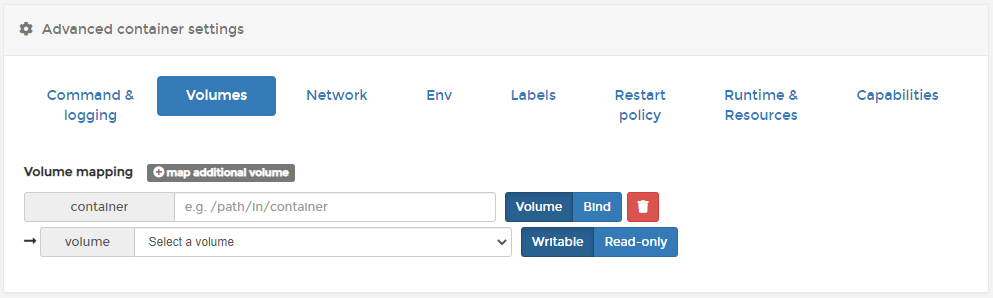 Advanced container settings
Command & logging
Volumes
Network
Env
Labels
Restart policy
Runtime & Resources
Capabilities
Volume mapping
map additional volume
container
e.g. /path/in/container
Volume
Bind
volume
Select a volume
Writable
Read-only